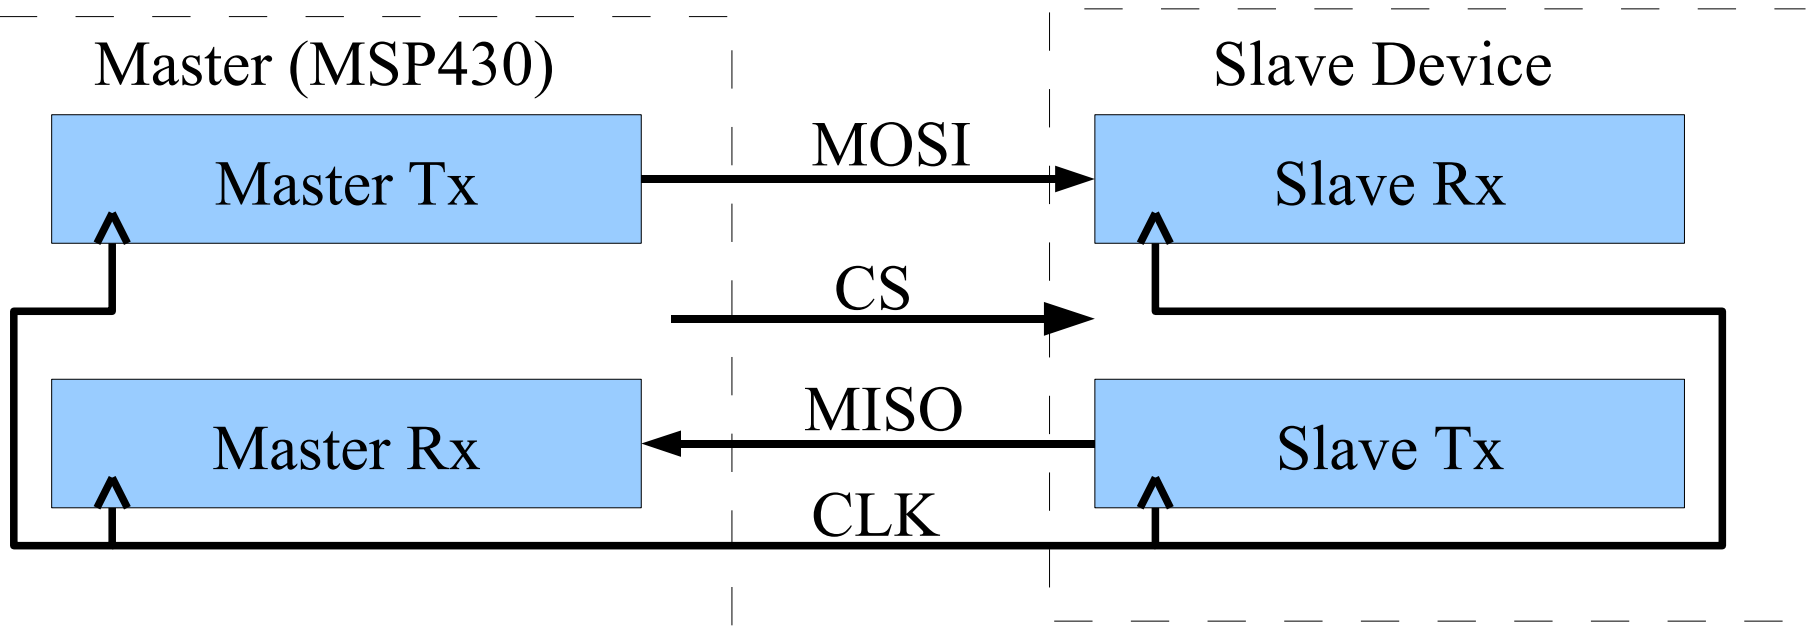 Master (MSP430)
Slave Device
Master Tx
MOSI
Slave Rx
CS
Master Rx
MISO
Slave Tx
CLK